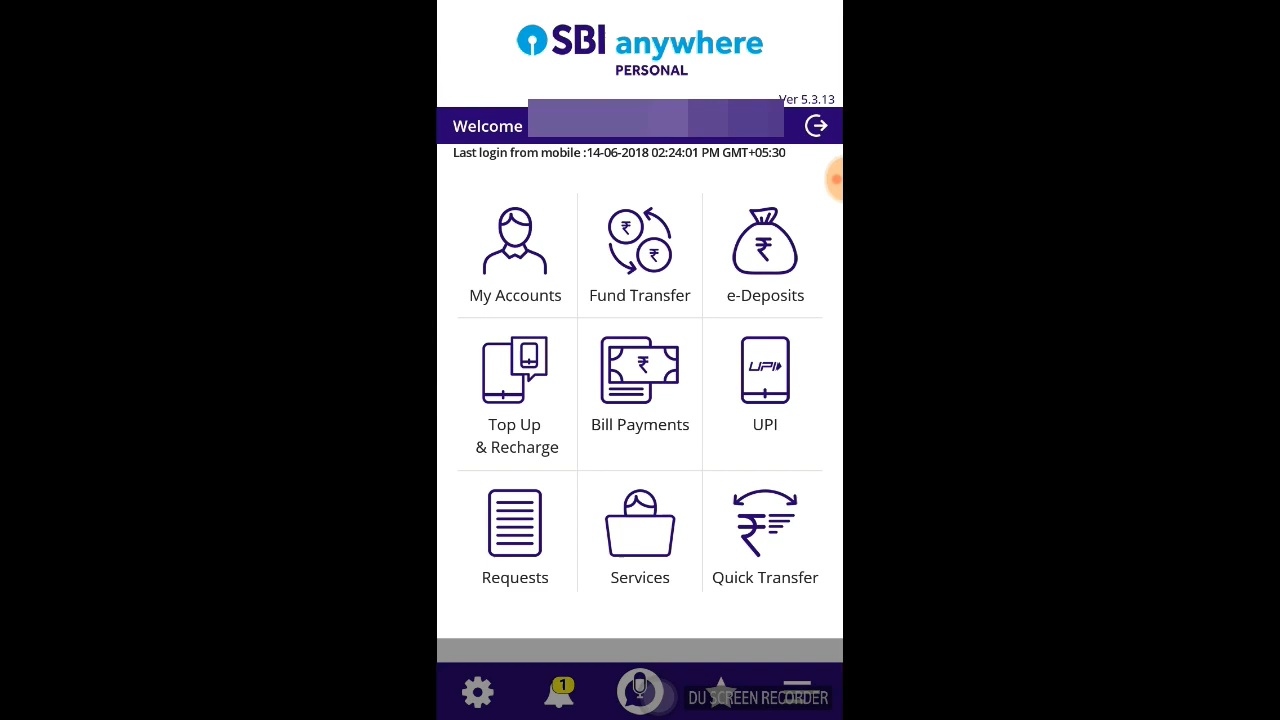 SBI anywhere
PERSONAL
Ver 5.3.13
Welcome
Last login from mobile :14-06-2018 02:24:01 PM GMT+05:30
My Accounts
Fund Transfer
e-Deposits
Top Up
& Recharge
Bill Payments
UPI
UPI
Requests
Services
Quick Transfer
1
DU SCREEN RECORDER